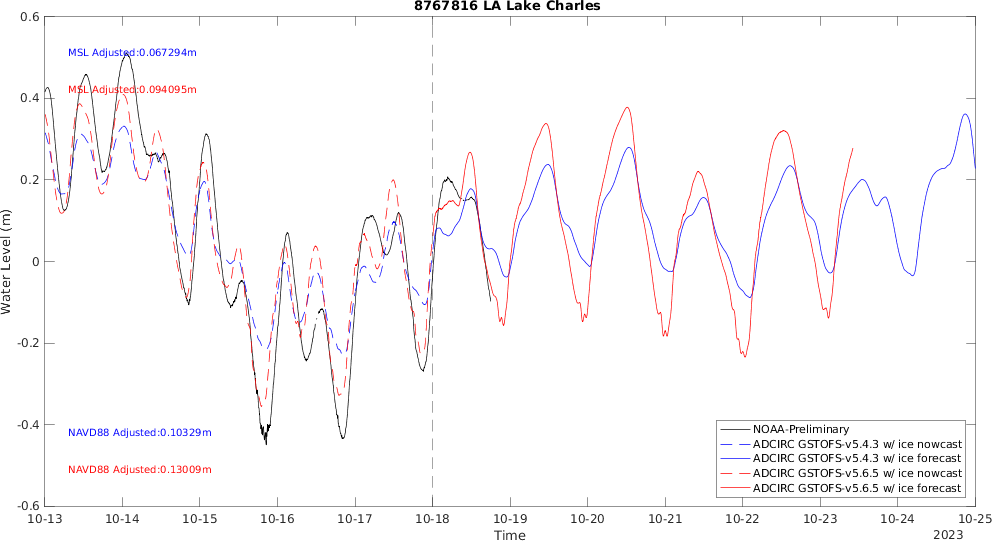 8767816 LA Lake Charles
0.6
0.4
0.2
0
-0.2
-0.4
-0.6
Water Level (m)
MSL Adjusted:0.067294m
MSL Adjusted:0.094095m
NAVD88 Adjusted:0.10329m
NAVD88 Adjusted:0.13009m
NOAA-Preliminary
ADCIRC GSTOFS-v5.4.3 w/ ice nowcast
ADCIRC GSTOFS-v5.4.3 w/ ice forecast
ADCIRC GSTOFS-v5.6.5 w/ ice nowcast
ADCIRC GSTOFS-v5.6.5 w/ ice forecast
10-13 10-14 10-15 10-16 10-17 10-18 10-19 10-20 10-21 10-22 10-23 10-24 10-25
Time
2023